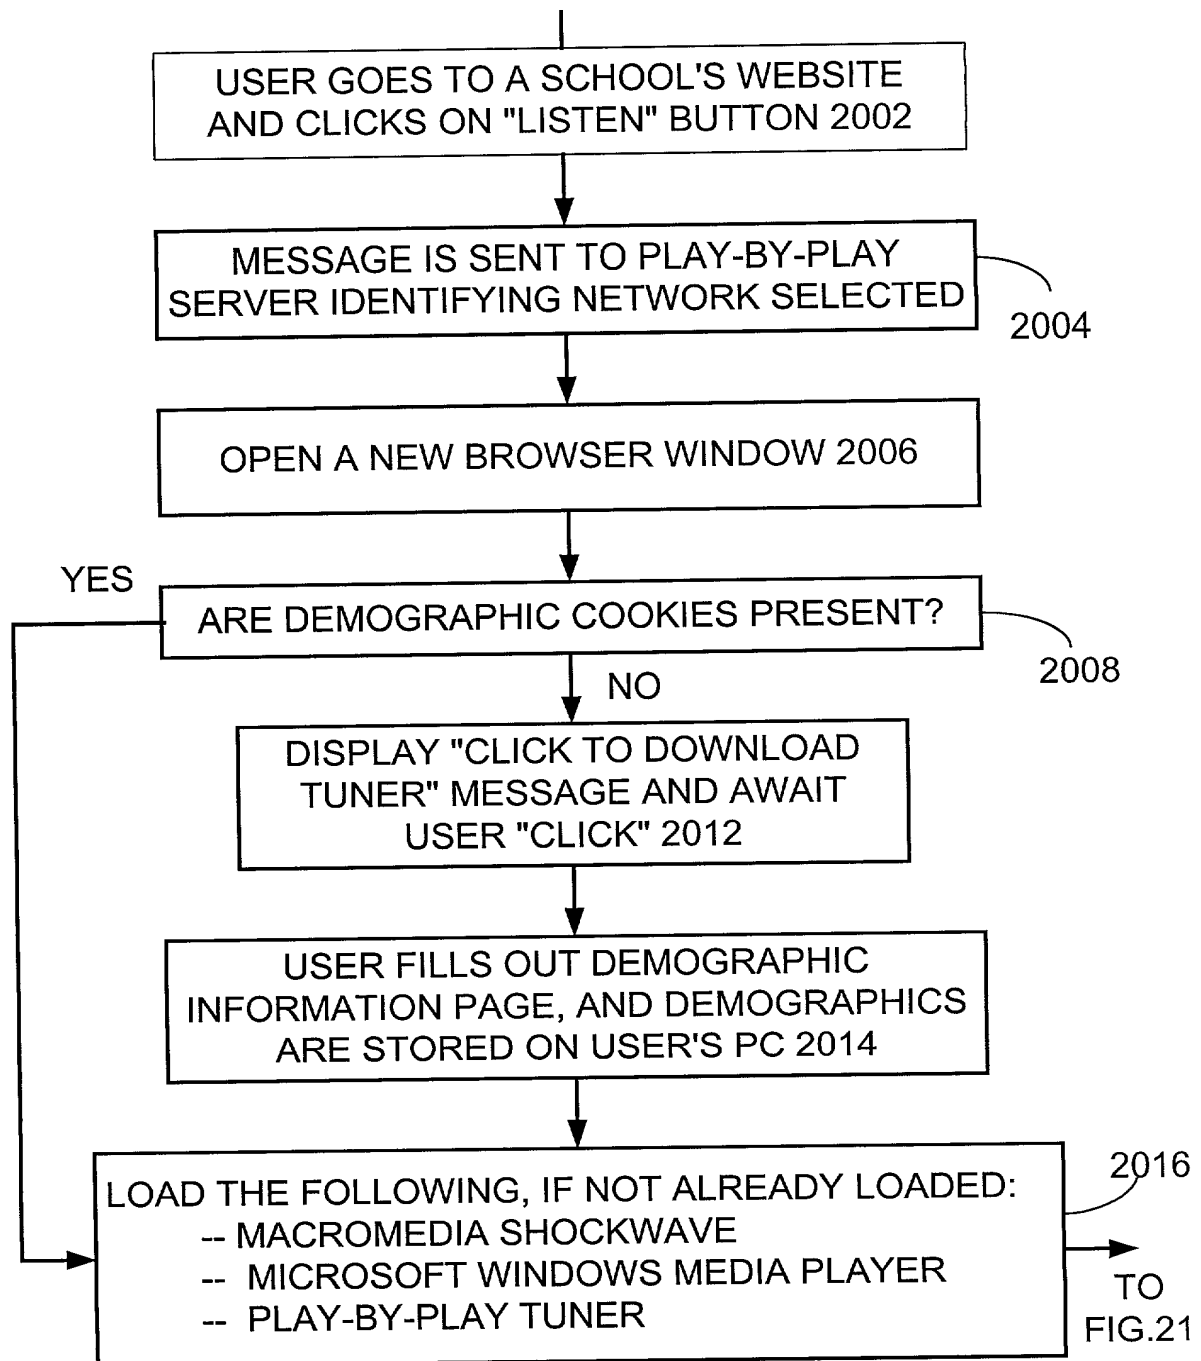 USER GOES TO A SCHOOL'S WEBSITE
AND CLICKS ON "LISTEN" BUTTON 2002
MESSAGE IS SENT TO PLAY-BY-PLAY
SERVER IDENTIFYING NETWORK SELECTED
2004
OPEN A NEW BROWSER WINDOW 2006
YES
ARE DEMOGRAPHIC COOKIES PRESENT?
2008
NO
DISPLAY "CLICK TO DOWNLOAD
TUNER" MESSAGE AND AWAIT
USER "CLICK" 2012
USER FILLS OUT DEMOGRAPHIC
INFORMATION PAGE, AND DEMOGRAPHICS
ARE STORED ON USER'S PC 2014
2016
LOAD THE FOLLOWING, IF NOT ALREADY LOADED:
-- MACROMEDIA SHOCKWAVE
-- MICROSOFT WINDOWS MEDIA PLAYER
-- PLAY-BY-PLAY TUNER
TO
FIG.21